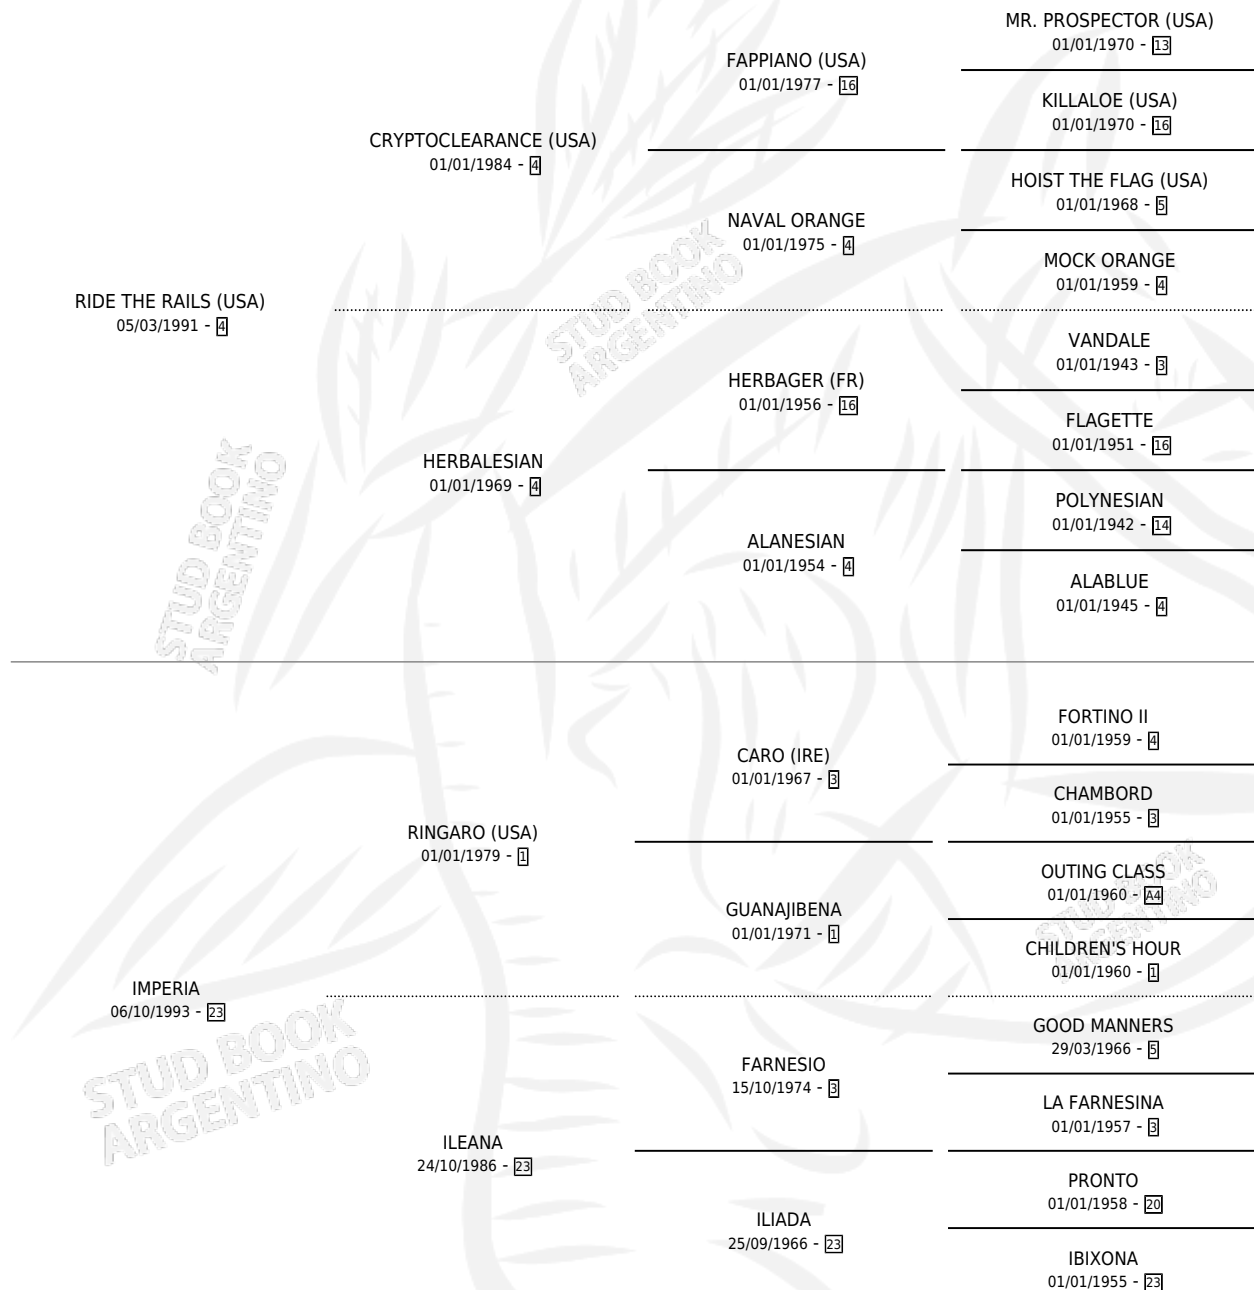 MR. PROSPECTOR (USA)
01/01/1970 - 13
FAPPIANO (USA)
01/01/1977 - 16
KILLALOE (USA)
01/01/1970 - 16
CRYPTOCLEARANCE (USA)
01/01/1984 - 4
HOIST THE FLAG (USA)
01/01/1968 - 5
NAVAL ORANGE
01/01/1975 - 4
MOCK ORANGE
01/01/1959 - 4
RIDE THE RAILS (USA)
05/03/1991 - 4
VANDALE
01/01/1943 - 3
HERBAGER (FR)
01/01/1956 - 16
FLAGETTE
01/01/1951 - 16
HERBALESIAN
01/01/1969 - 4
POLYNESIAN
01/01/1942 - 14
ALANESIAN
01/01/1954 - 4
ALABLUE
01/01/1945 - 4
STUD BOOK
ARGENTINO
STUD BOOK
ARGENTINO
FORTINO II
01/01/1959 - 4
CARO (IRE)
01/01/1967 - 3
CHAMBORD
01/01/1955 - 3
RINGARO (USA)
01/01/1979 - 1
OUTING CLASS
01/01/1960 - A4
GUANAJIBENA
01/01/1971 - 1
CHILDREN'S HOUR
01/01/1960 - 1
IMPERIA
06/10/1993 - 23
GOOD MANNERS
29/03/1966 - 5
FARNESIO
15/10/1974 - 3
LA FARNESINA
01/01/1957 - 3
ILEANA
24/10/1986 - 23
PRONTO
01/01/1958 - 20
ILIADA
25/09/1966 - 23
IBIXONA
01/01/1955 - 23
STUD BOOK
ARGENTINO
STUD BOOK
ARGENTINO